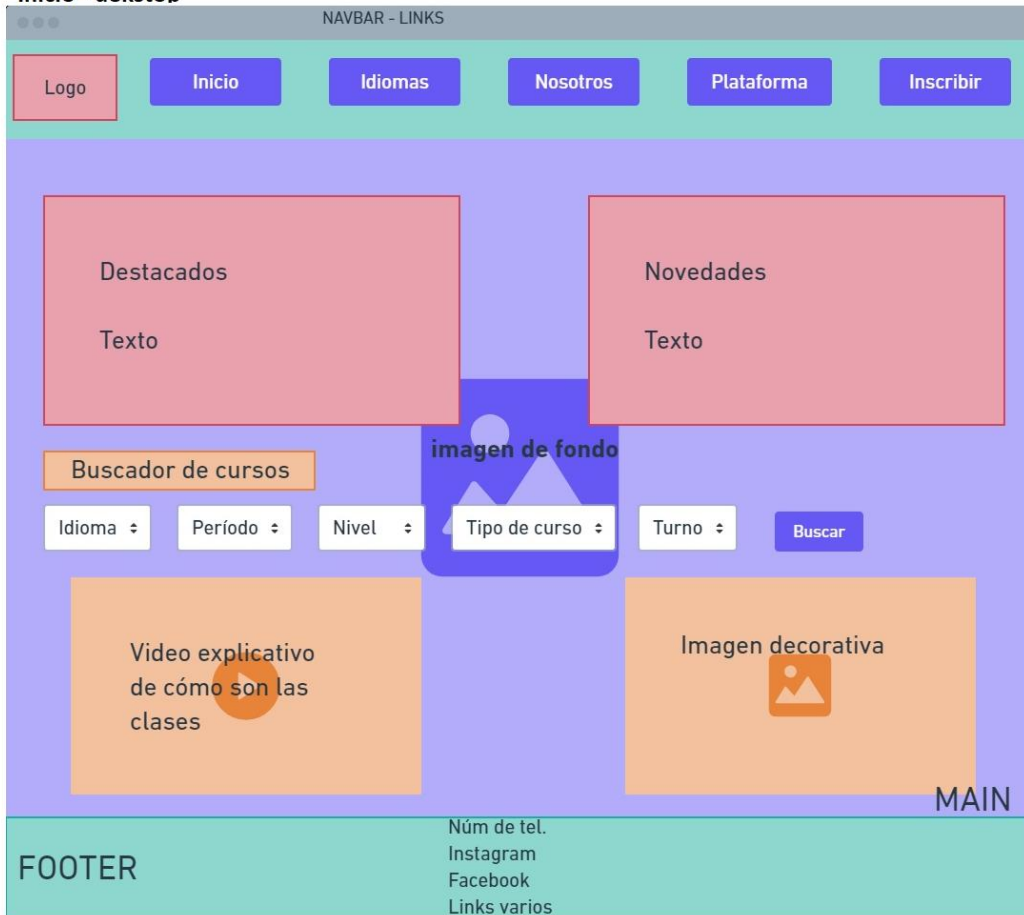 Inicio - dekstop
NAVBAR - LINKS
Logo
Inicio
Idiomas
Nosotros
Plataforma
Inscribir
Destacados
Texto
Novedades
Texto
imagen de fondo
Buscador de cursos
Idioma
Período
Nivel
Tipo de curso
Turno
Buscar
Video explicativo
de cómo son las
clases
Imagen decorativa
MAIN
FOOTER
Núm de tel.
Instagram
Facebook
Links varios